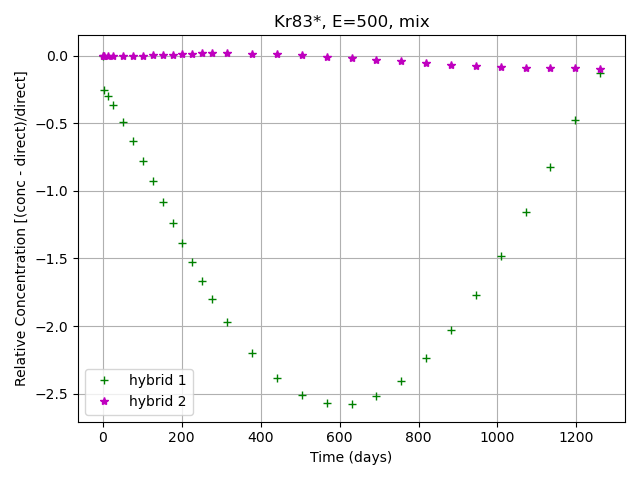 Kr83*, E=500, mix
Relative Concentration [(conc - direct)/direct]
0.0
−0.5
−1.0
−1.5
−2.0
−2.5
hybrid 1
hybrid 2
0 200 400 600 800 1000 1200
Time (days)